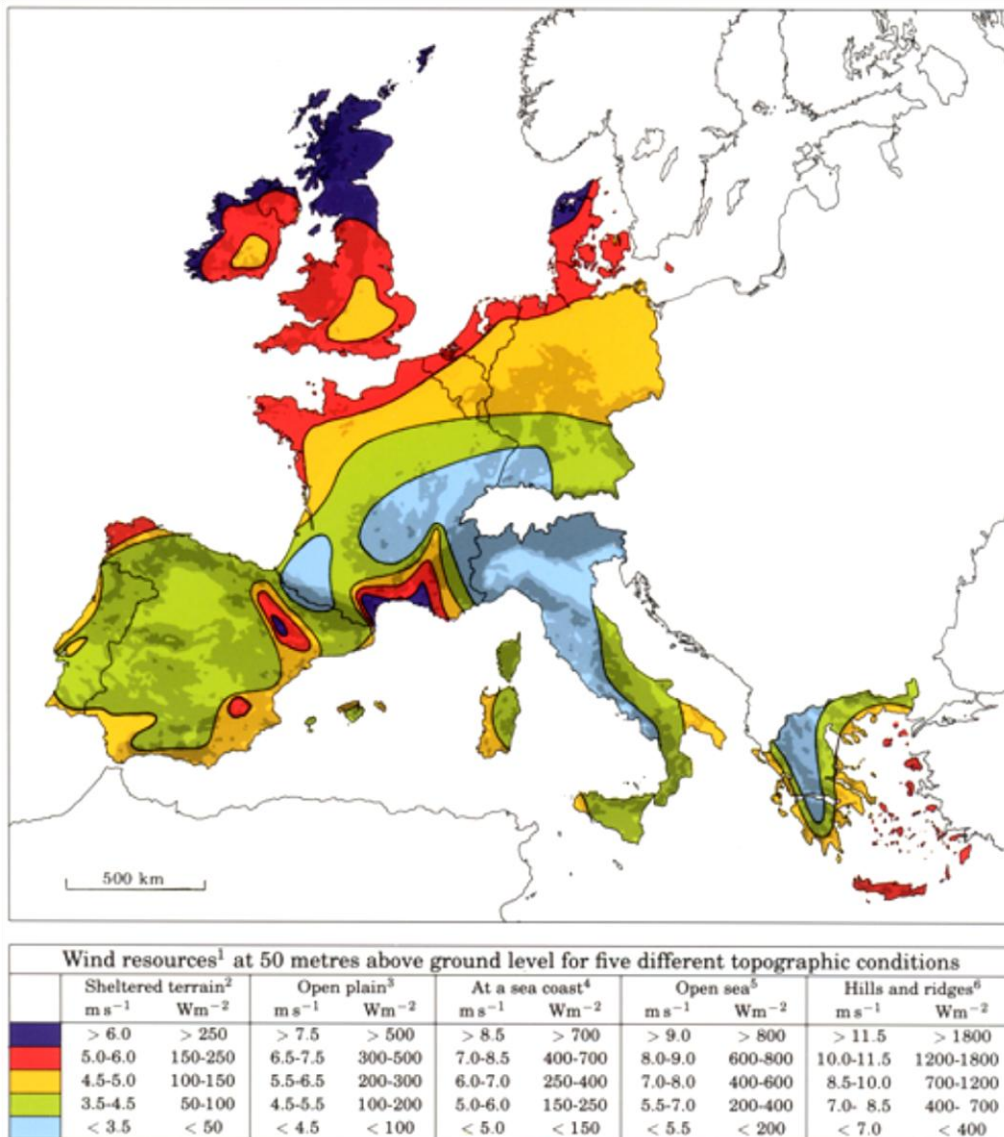 500 km
Wind resources¹ at 50 metres above ground level for five different topographic conditions
Sheltered terrain² Open plain³ At a sea coast⁴ Open sea⁵ Hills and ridges⁶
m s⁻¹ Wm⁻² m s⁻¹ Wm⁻² m s⁻¹ Wm⁻² m s⁻¹ Wm⁻² m s⁻¹ Wm⁻²
> 6.0 > 250 > 7.5 > 500 > 8.5 > 700 > 9.0 > 800 > 11.5 > 1800
5.0-6.0 150-250 6.5-7.5 300-500 7.0-8.5 400-700 8.0-9.0 600-800 10.0-11.5 1200-1800
4.5-5.0 100-150 5.5-6.5 200-300 6.0-7.0 250-400 7.0-8.0 400-600 8.5-10.0 700-1200
3.5-4.5 50-100 4.5-5.5 100-200 5.0-6.0 150-250 5.5-7.0 200-400 7.0- 8.5 400- 700
< 3.5 < 50 < 4.5 < 100 < 5.0 < 150 < 5.5 < 200 < 7.0 < 400